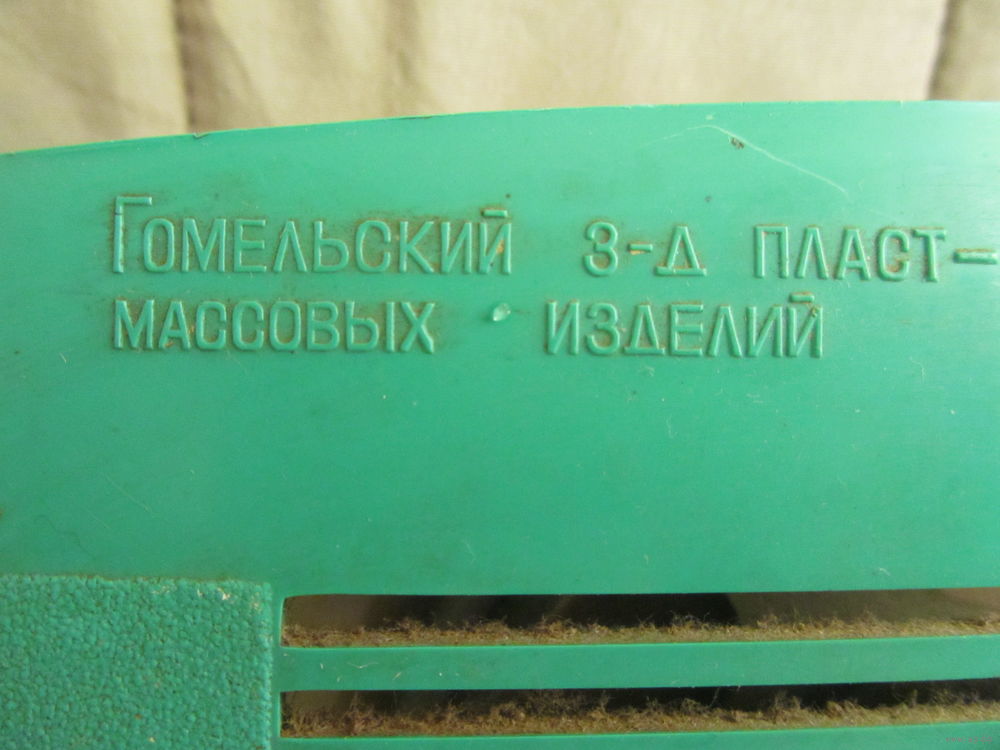 Гомельский з-д пласт-
массовых изделий